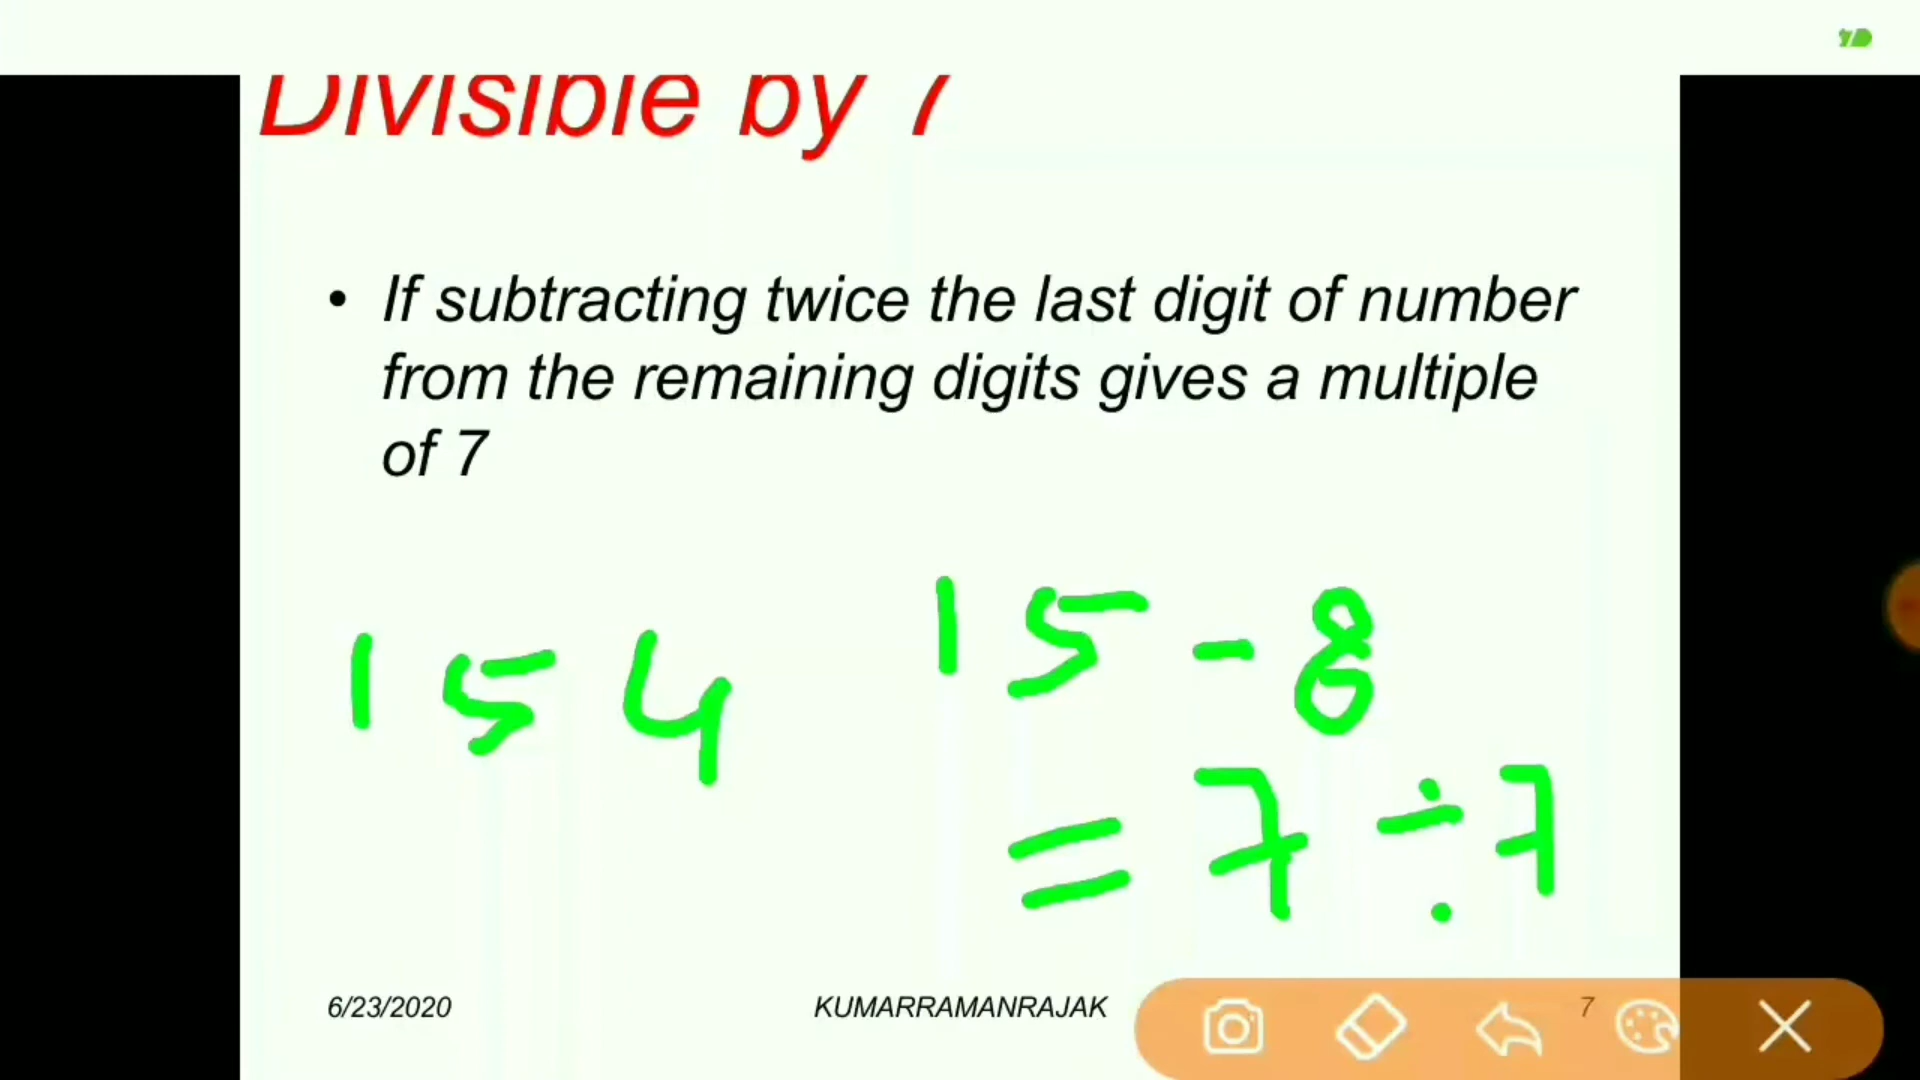 Divisible by 7
• If subtracting twice the last digit of number
from the remaining digits gives a multiple
of 7
154
15-8
=7÷7
6/23/2020
KUMARRAMANRAJAK
7